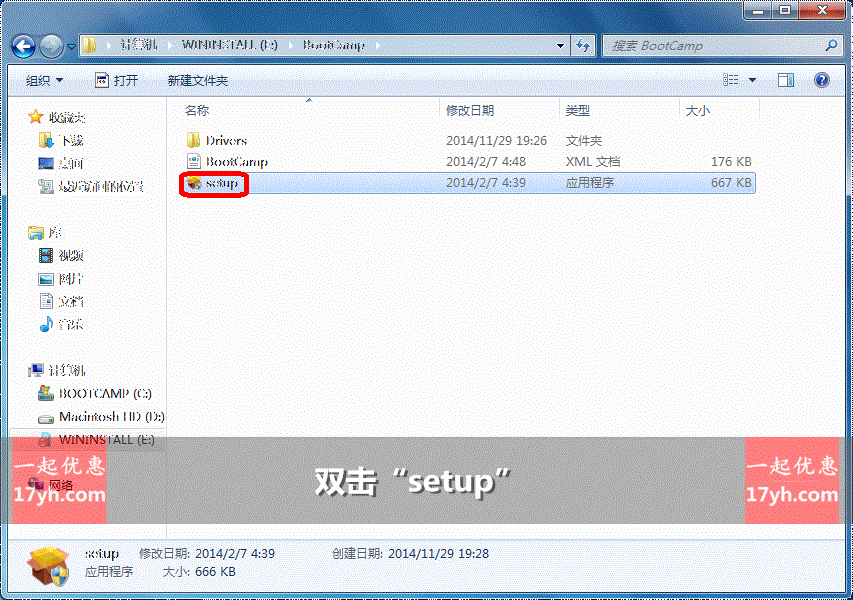 计算机 WININSTALL (E:) BootCamp 搜索 BootCamp
组织 打开 新建文件夹
名称 修改日期 类型 大小
Drivers 2014/11/29 19:26 文件夹
BootCamp 2014/2/7 4:48 XML 文档 176 KB
setup 2014/2/7 4:39 应用程序 667 KB
收藏夹
下载
桌面
最近访问的位置
库
视频
图片
文档
音乐
计算机
BOOTCAMP (C:)
Macintosh HD (D:)
WININSTALL (E:)
网络
一起优惠
17yh.com
双击“setup”
一起优惠
17yh.com
setup 修改日期: 2014/2/7 4:39 创建日期: 2014/11/29 19:28
应用程序 大小: 666 KB